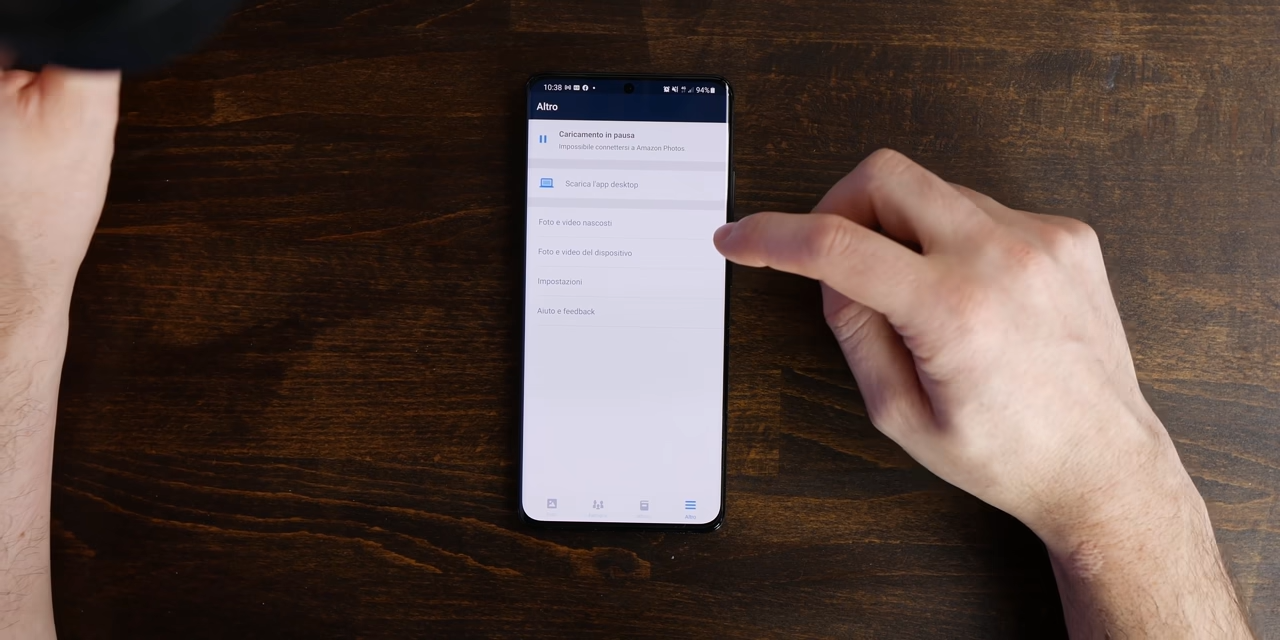 10:38 94%
Altro
Caricamento in pausa
Impossibile connettersi a Amazon Photos.
Scarica l'app desktop
Foto e video nascosti
Foto e video del dispositivo
Impostazioni
Aiuto e feedback
Altro